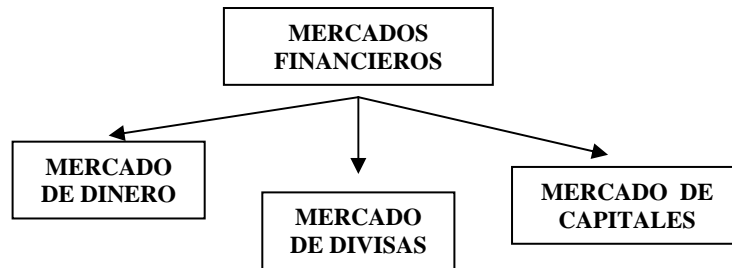 MERCADOS
FINANCIEROS
MERCADO
DE DINERO
MERCADO
DE DIVISAS
MERCADO DE
CAPITALES